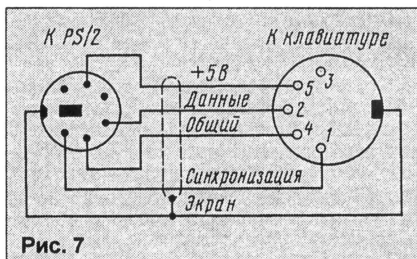 К PS/2
К клавиатуре
+5В
Данные
Общий
Синхронизация
Экран
5
3
2
4
1
Рис. 7